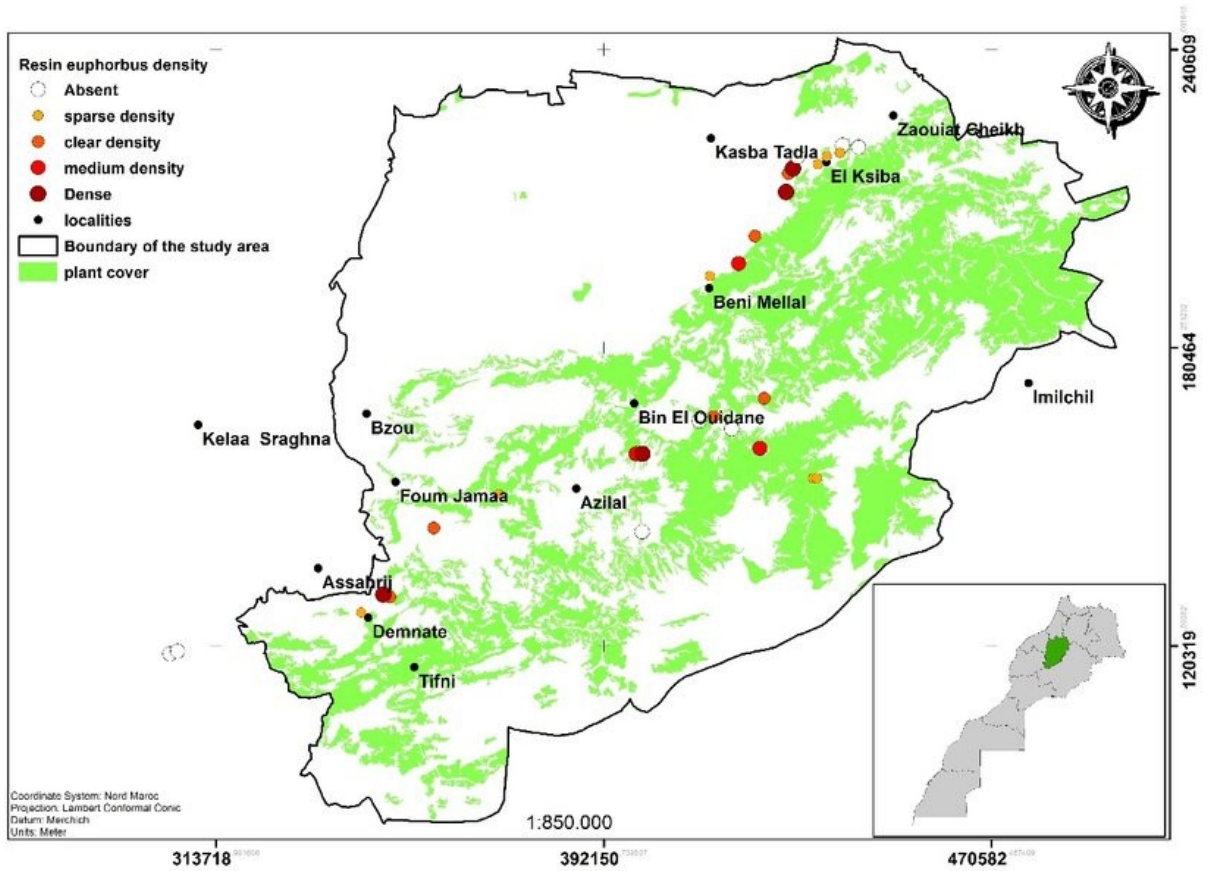 Resin euphorbus density
Absent
sparse density
clear density
medium density
Dense
localities
Boundary of the study area
plant cover
Zaouiat Cheikh
Kasba Tadla
El Ksiba
Beni Mellal
Imilchil
Bin El Ouidane
Bzou
Kelaa Sraghna
Foum Jamaa
Azilal
Assahrij
Demnate
Tifni
240609
180464
120319
Coordinate System: Nord Maroc
Projection: Lambert Conformal Conic
Datum: Merchich
Units: Meter
1:850.000
313718
392150
470582